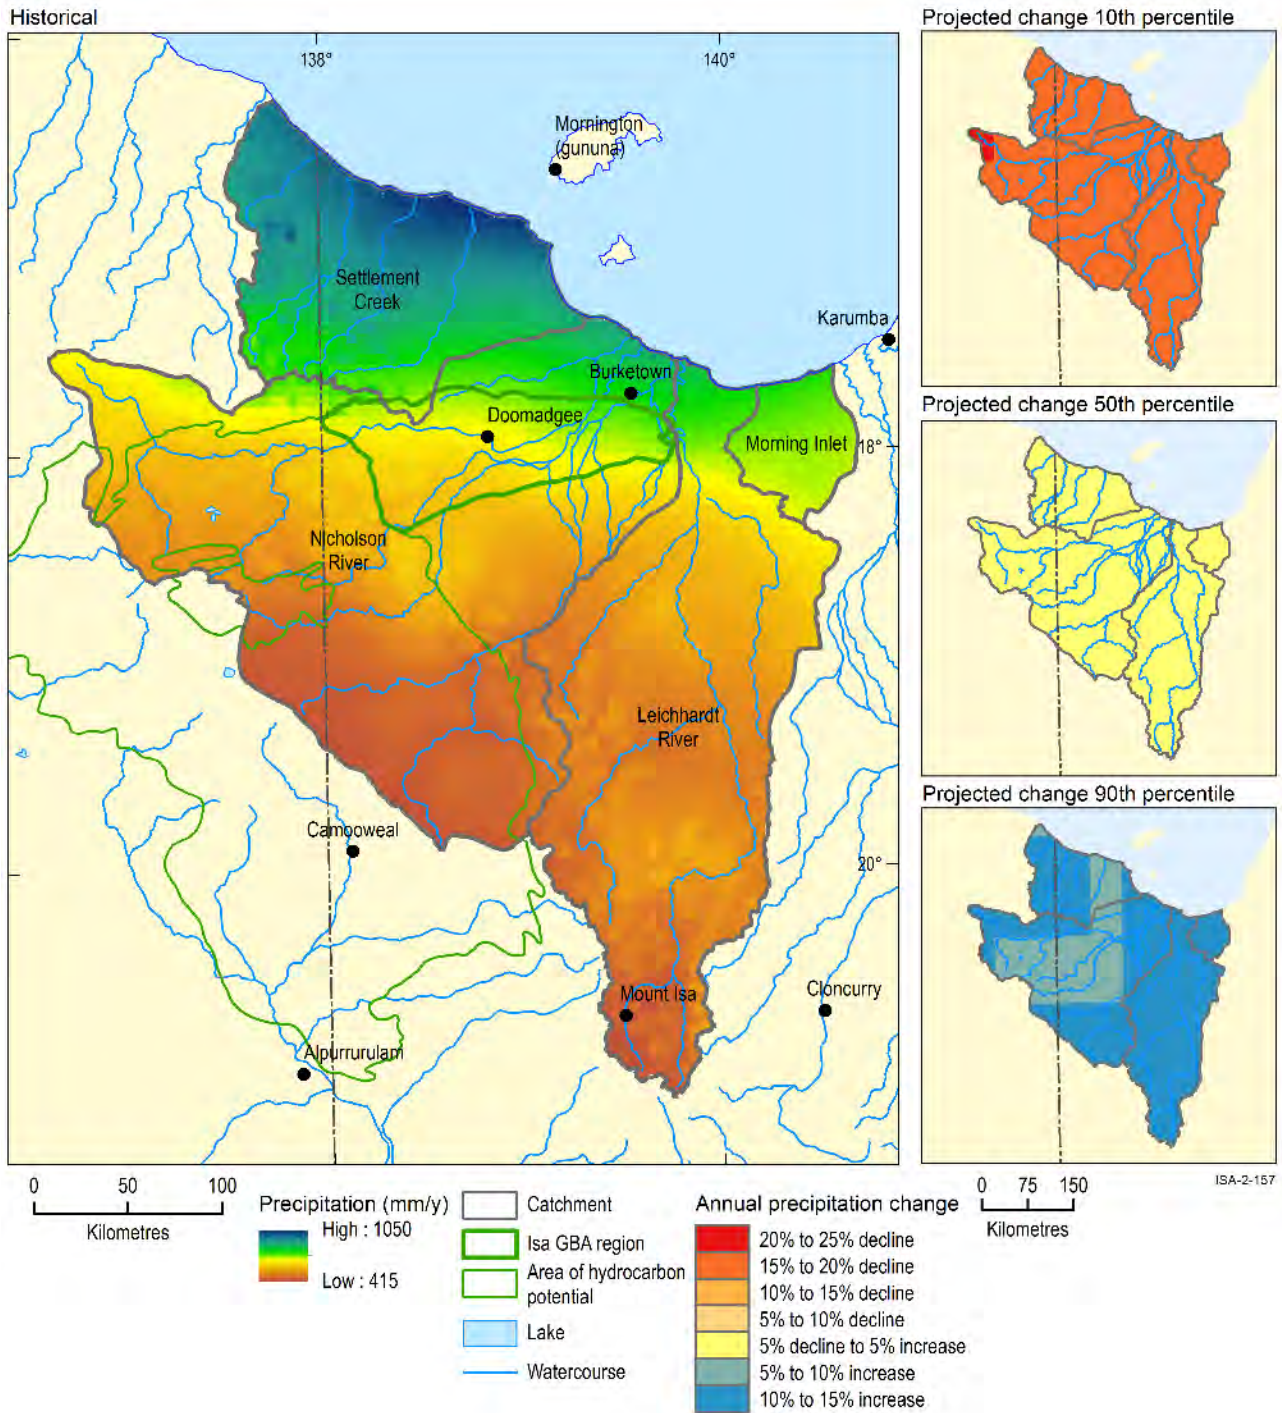 Historical
138°
140°
Mornington
(gununa)
Settlement
Creek
Karumba
Burketown
Doomadgee
Morning Inlet
18°
Nicholson
River
Leichhardt
River
Camooweal
20°
Mount Isa
Cloncurry
Alpurrurulam
Projected change 10th percentile
Projected change 50th percentile
Projected change 90th percentile
ISA-2-157
0 50 100
Kilometres
Precipitation (mm/y)
High : 1050
Low : 415
Catchment
Isa GBA region
Area of hydrocarbon
potential
Lake
Watercourse
Annual precipitation change
20% to 25% decline
15% to 20% decline
10% to 15% decline
5% to 10% decline
5% decline to 5% increase
5% to 10% increase
10% to 15% increase
0 75 150
Kilometres